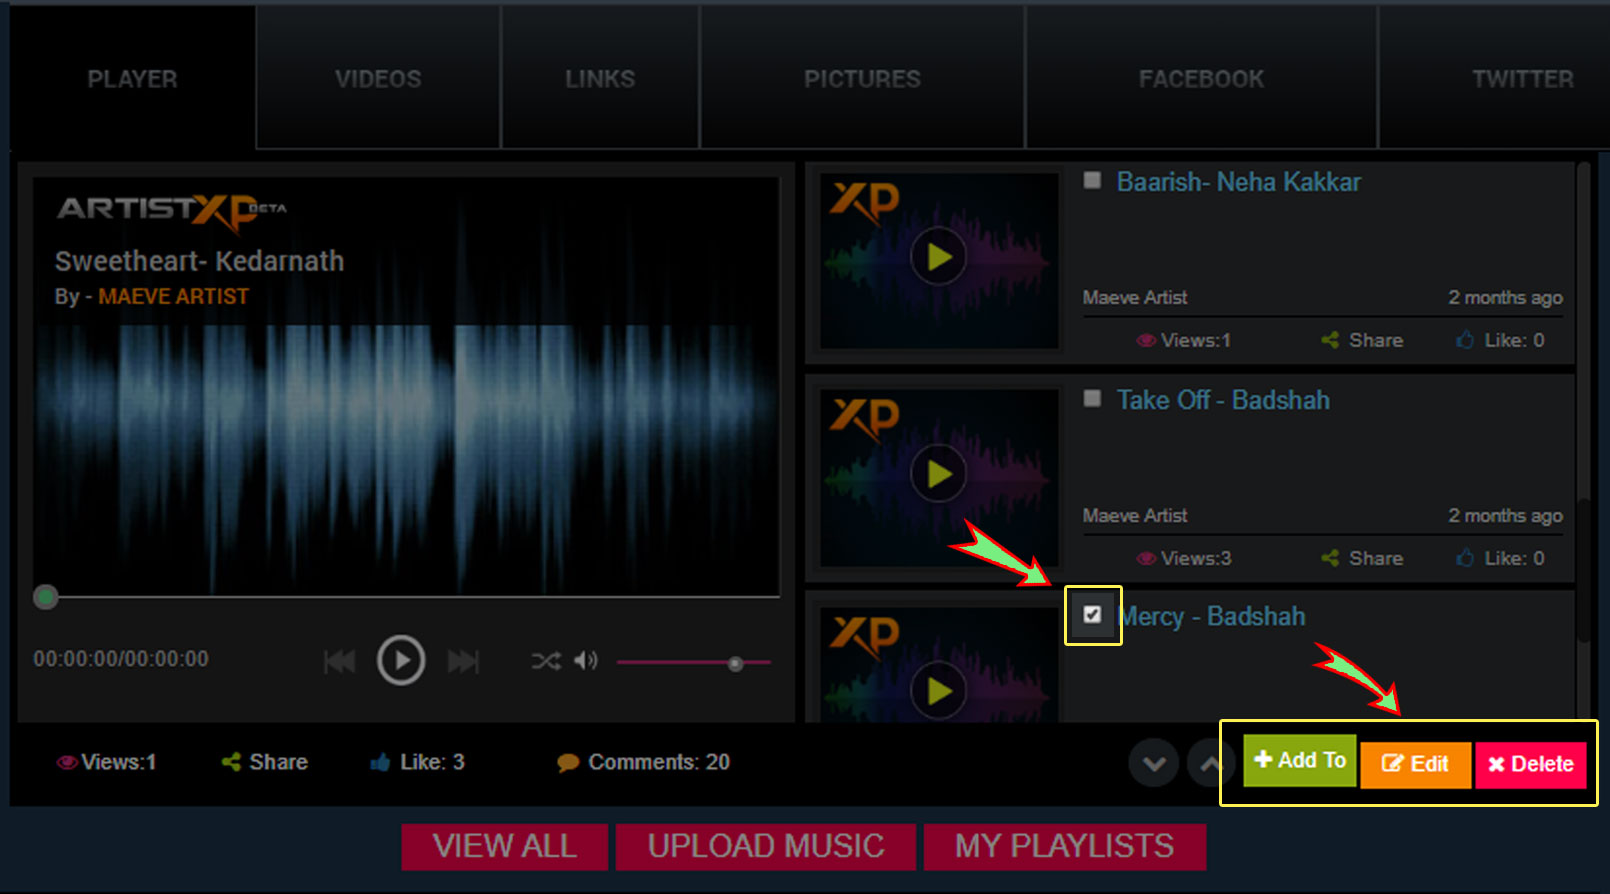 PLAYER VIDEOS LINKS PICTURES FACEBOOK TWITTER
ARTISTXP BETA
Sweetheart- Kedarnath
By - MAEVE ARTIST
00:00:00/00:00:00
XP
Baarish- Neha Kakkar
Maeve Artist 2 months ago
Views:1 Share Like: 0
XP
Take Off - Badshah
Maeve Artist 2 months ago
Views:3 Share Like: 0
XP
Mercy - Badshah
Views:1 Share Like: 3 Comments: 20
Add To Edit Delete
VIEW ALL UPLOAD MUSIC MY PLAYLISTS